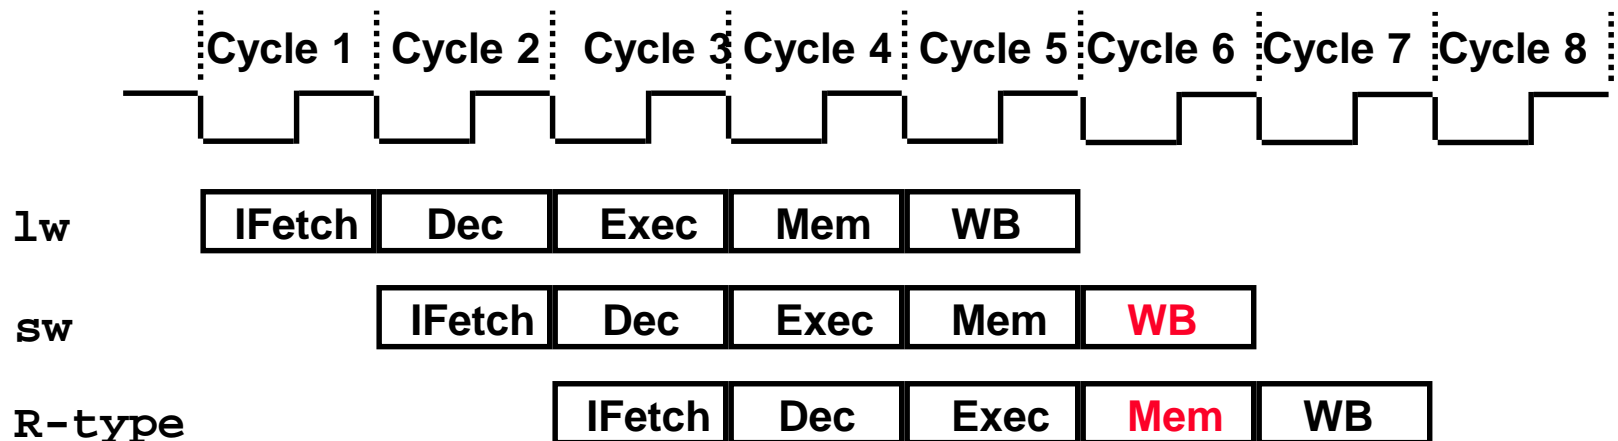 Cycle 1 Cycle 2 Cycle 3 Cycle 4 Cycle 5 Cycle 6 Cycle 7 Cycle 8
lw IFetch Dec Exec Mem WB
sw IFetch Dec Exec Mem WB
R-type IFetch Dec Exec Mem WB